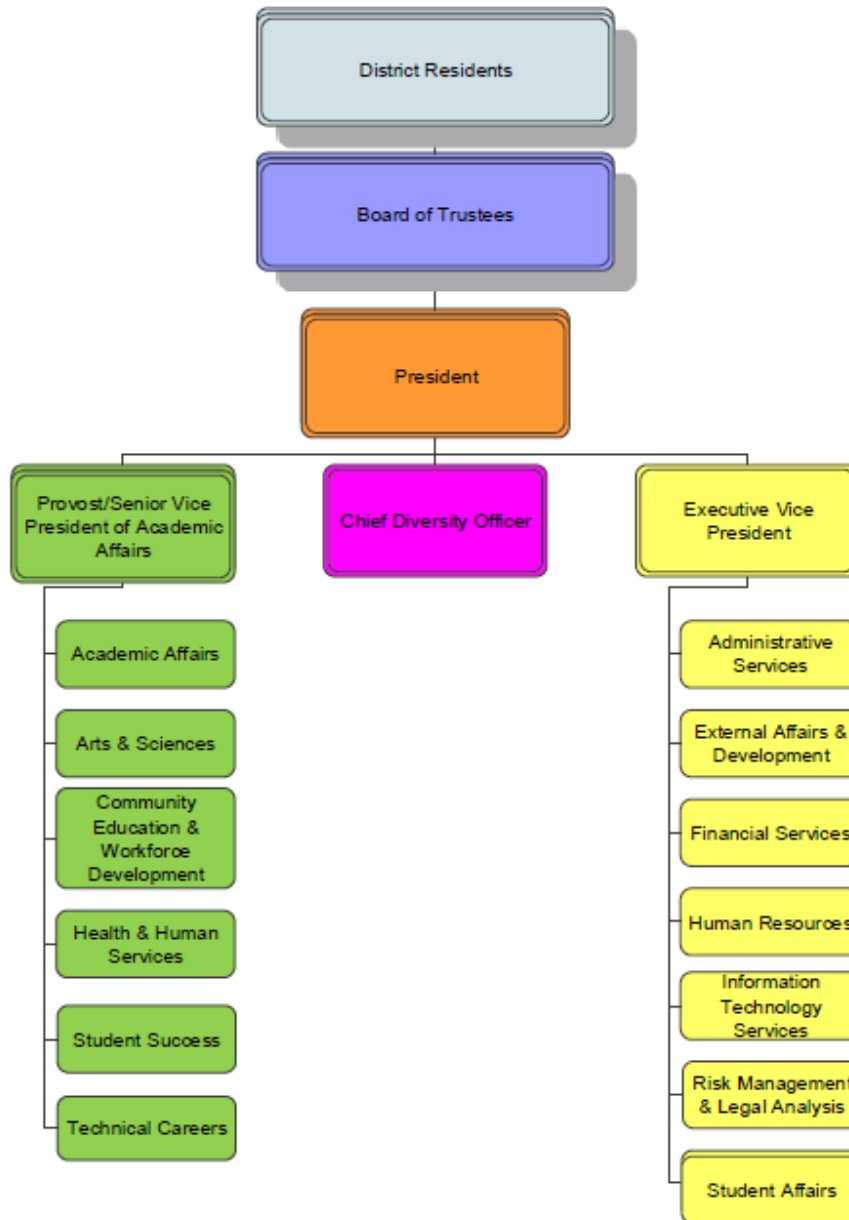 District Residents
Board of Trustees
President
Provost/Senior Vice
President of Academic
Affairs
Chief Diversity Officer
Executive Vice
President
Academic Affairs
Arts & Sciences
Community
Education &
Workforce
Development
Health & Human
Services
Student Success
Technical Careers
Administrative
Services
External Affairs &
Development
Financial Services
Human Resources
Information
Technology
Services
Risk Management
& Legal Analysis
Student Affairs